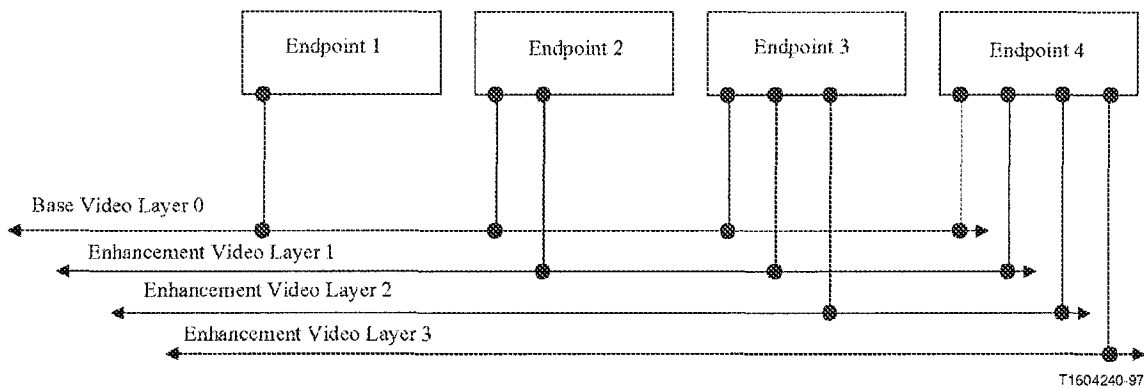 Endpoint 1
Endpoint 2
Endpoint 3
Endpoint 4
Base Video Layer 0
Enhancement Video Layer 1
Enhancement Video Layer 2
Enhancement Video Layer 3
T1604240-97